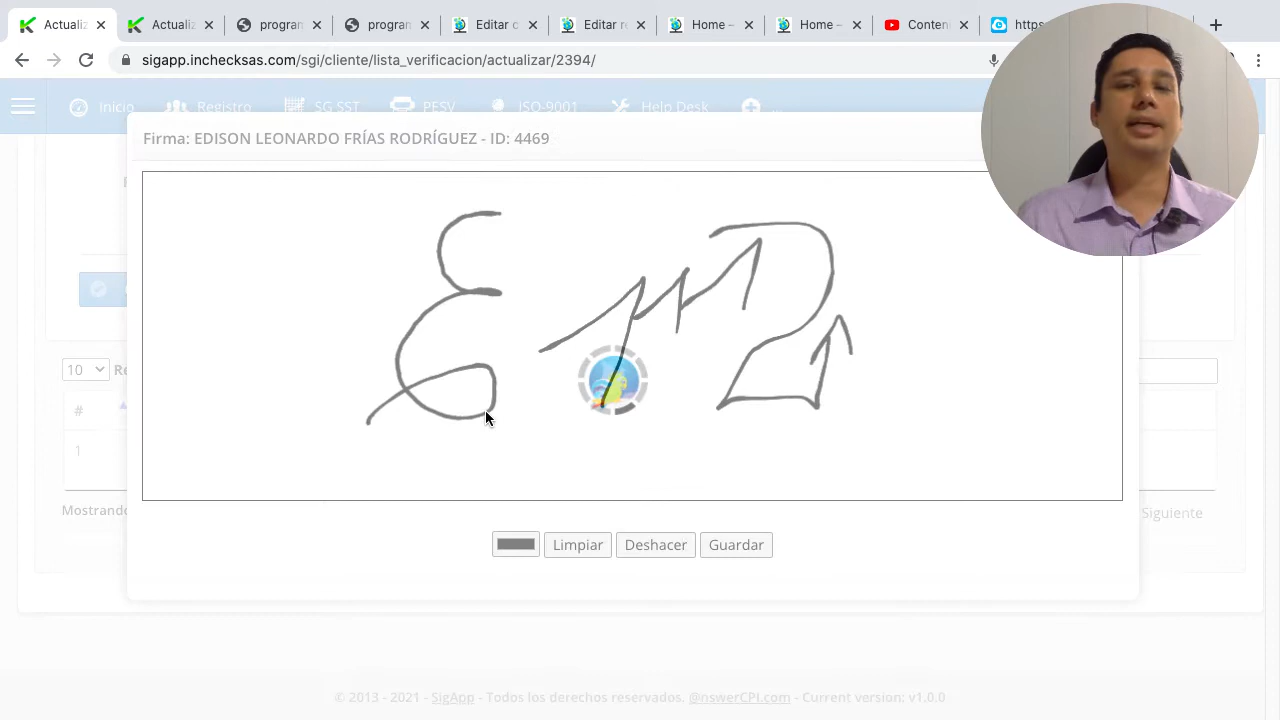 Actualiz Actualiz program program Editar c Editar r Home – Home – Conten https
sigapp.inchecksas.com/sgi/cliente/lista_verificacion/actualizar/2394/
Inicio Registro SG SST PESV ISO-9001 Help Desk ...
Firma: EDISON LEONARDO FRÍAS RODRÍGUEZ - ID: 4469
10 Re
#
1
Mostrando
Siguiente
Limpiar Deshacer Guardar
© 2013 - 2021 - SigApp - Todos los derechos reservados. @nswerCPI.com - Current version: v1.0.0